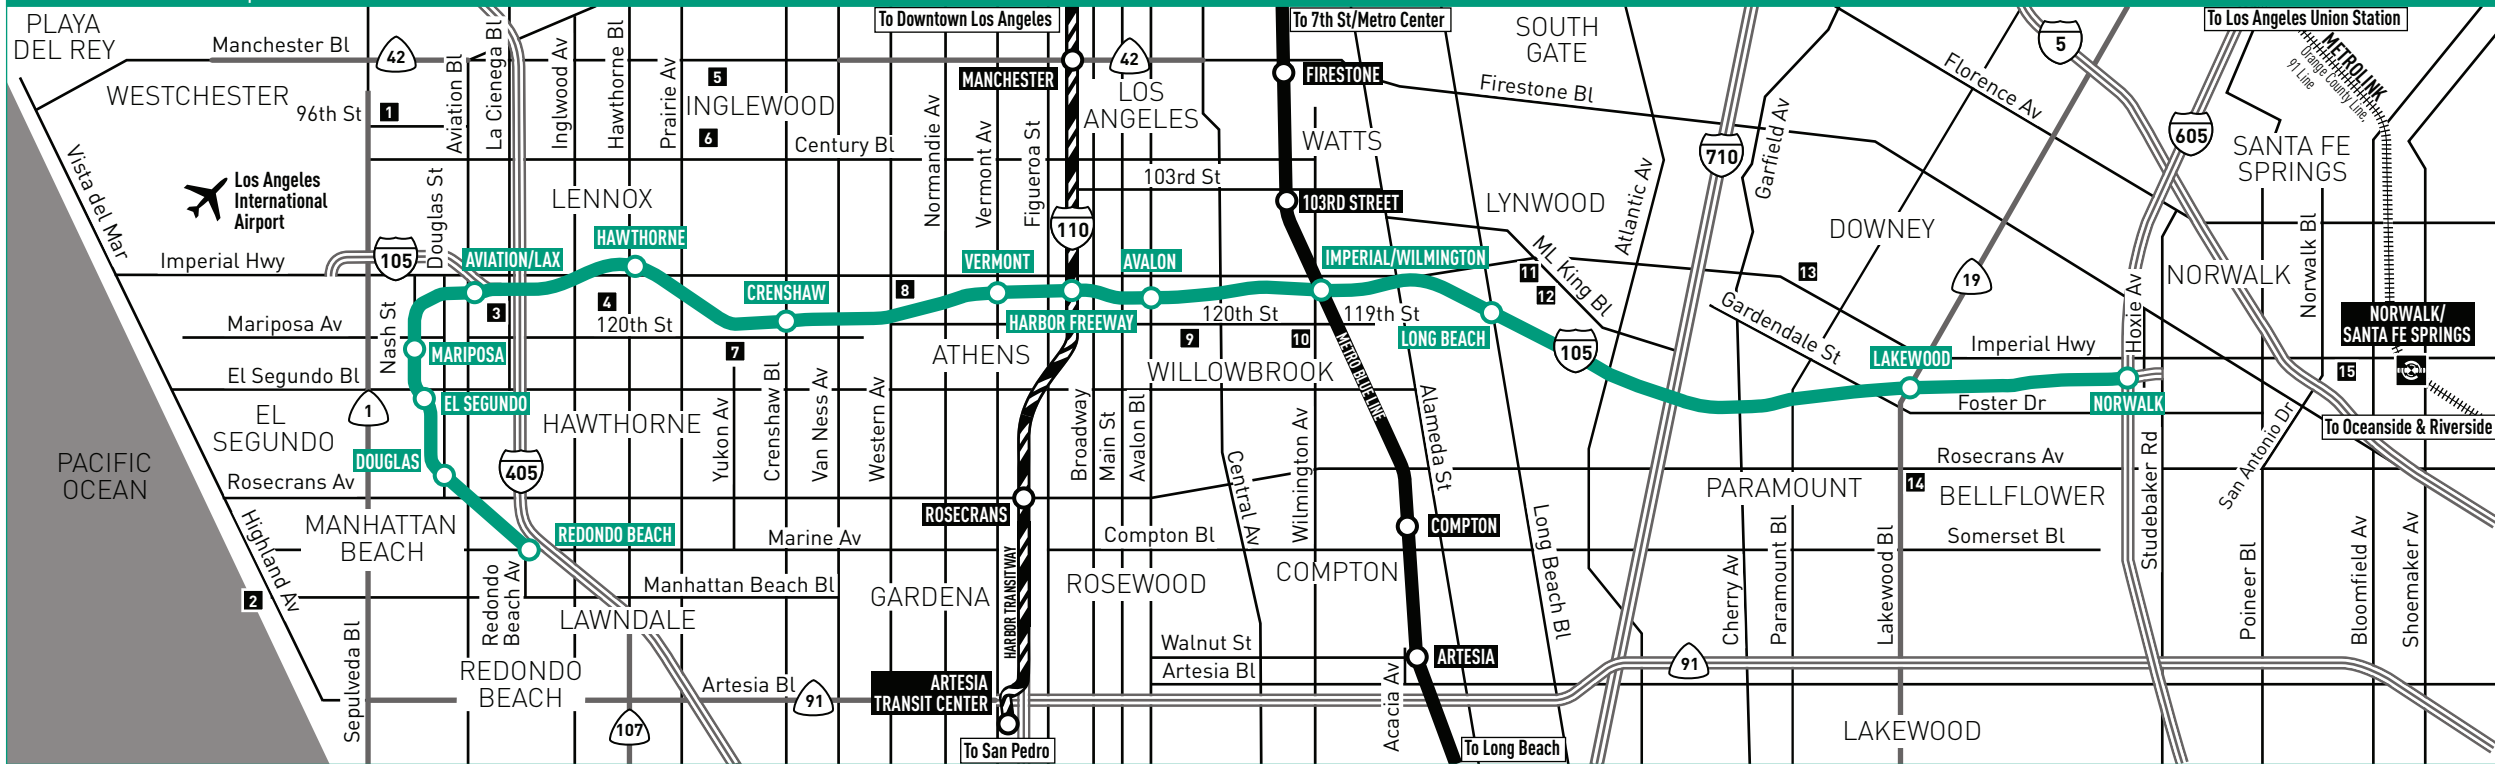 PLAYA
DEL REY
Manchester Bl
42
WESTCHESTER
96th St
1
Aviation Bl
La Cienega Bl
Inglewood Av
Hawthorne Bl
Prairie Av
5
INGLEWOOD
6
To Downtown Los Angeles
MANCHESTER
42
LOS
ANGELES
Century Bl
Normandie Av
Vermont Av
Figueroa St
103rd St
To 7th St/Metro Center
FIRESTONE
WATTS
103RD STREET
SOUTH
GATE
Firestone Bl
710
Garfield Av
Atlantic Av
LYNWOOD
ML King Bl
Florence Av
5
To Los Angeles Union Station
METROLINK
Orange County Line,
91 Line
605
SANTA FE
SPRINGS
DOWNEY
19
NORWALK
Norwalk Bl
Vista del Mar
Los Angeles
International
Airport
Imperial Hwy
105
Douglas St
AVIATION/LAX
LENNOX
HAWTHORNE
CRENSHAW
8
VERMONT
110
HARBOR FREEWAY
AVALON
IMPERIAL/WILMINGTON
11
12
13
Gardendale St
Hoxie Av
Imperial Hwy
NORWALK/
SANTA FE SPRINGS
15
Mariposa Av
Nash St
MARIPOSA
3
4
120th St
7
ATHENS
120th St
9
10
119th St
METRO BLUE LINE
LONG BEACH
105
LAKEWOOD
NORWALK
Foster Dr
To Oceanside & Riverside
El Segundo Bl
1
EL SEGUNDO
EL
SEGUNDO
HAWTHORNE
WILLOWBROOK
Yukon Av
Crenshaw Bl
Van Ness Av
Western Av
Broadway
Main St
Avalon Bl
Central Av
Wilmington Av
Alameda St
PACIFIC
OCEAN
DOUGLAS
405
Rosecrans Av
ROSECRANS
Rosecrans Av
PARAMOUNT
14
BELLFLOWER
Studebaker Rd
San Antonio Dr
Highland Av
MANHATTAN
BEACH
REDONDO BEACH
Marine Av
Compton Bl
COMPTON
Long Beach Bl
Somerset Bl
2
Redondo
Beach Av
Manhattan Beach Bl
LAWNDALE
GARDENA
HARBOR TRANSITWAY
ROSEWOOD
COMPTON
Cherry Av
Paramount Bl
Lakewood Bl
Poineer Bl
Bloomfield Av
Shoemaker Av
Sepulveda Bl
REDONDO
BEACH
107
Artesia Bl
91
ARTESIA
TRANSIT CENTER
To San Pedro
Walnut St
Artesia Bl
ARTESIA
Acacia Av
To Long Beach
91
LAKEWOOD